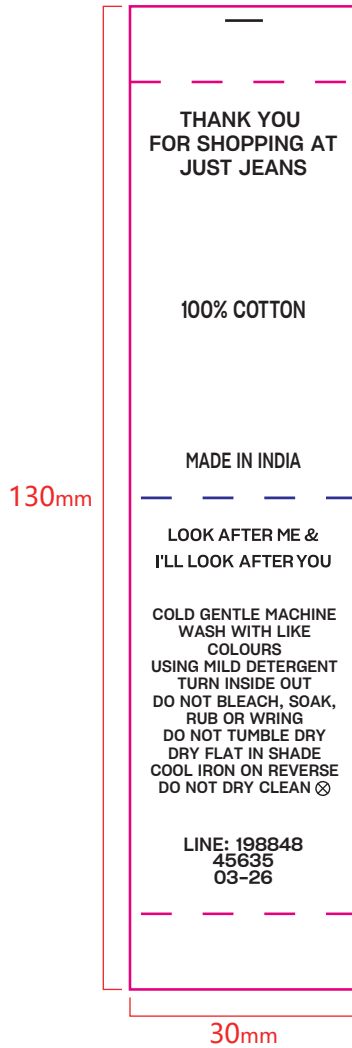 THANK YOU
FOR SHOPPING AT
JUST JEANS
100% COTTON
MADE IN INDIA
130mm
LOOK AFTER ME &
I'LL LOOK AFTER YOU
COLD GENTLE MACHINE
WASH WITH LIKE
COLOURS
USING MILD DETERGENT
TURN INSIDE OUT
DO NOT BLEACH, SOAK,
RUB OR WRING
DO NOT TUMBLE DRY
DRY FLAT IN SHADE
COOL IRON ON REVERSE
DO NOT DRY CLEAN
LINE: 198848
45635
03-26
30mm